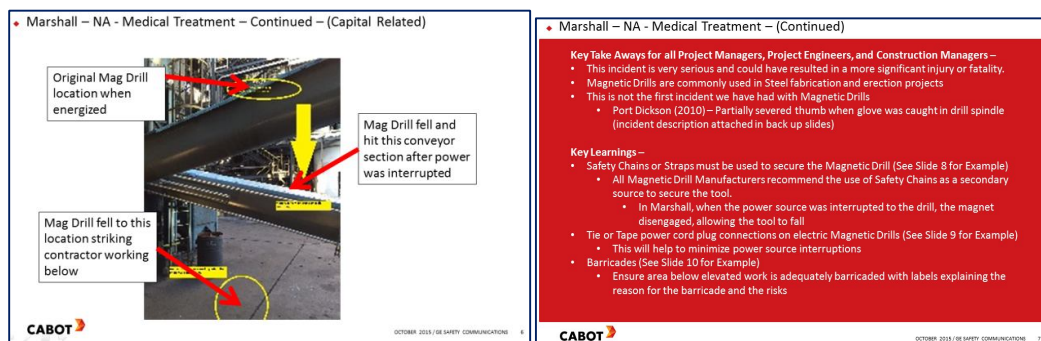 Marshall – NA - Medical Treatment – Continued – (Capital Related)
Original Mag Drill
location when
energized
Mag Drill fell and
hit this conveyor
section after power
was interrupted
Mag Drill fell to this
location striking
contractor working
below
CABOT
OCTOBER 2015 / GE SAFETY COMMUNICATIONS 6
Marshall – NA - Medical Treatment – (Continued)
Key Take Aways for all Project Managers, Project Engineers, and Construction Managers –
• This incident is very serious and could have resulted in a more significant injury or fatality.
• Magnetic Drills are commonly used in Steel fabrication and erection projects
• This is not the first incident we have had with Magnetic Drills
• Port Dickson (2010) – Partially severed thumb when glove was caught in drill spindle
(incident description attached in back up slides)
Key Learnings –
• Safety Chains or Straps must be used to secure the Magnetic Drill (See Slide 8 for Example)
• All Magnetic Drill Manufacturers recommend the use of Safety Chains as a secondary
source to secure the tool.
• In Marshall, when the power source was interrupted to the drill, the magnet
disengaged, allowing the tool to fall
• Tie or Tape power cord plug connections on electric Magnetic Drills (See Slide 9 for Example)
• This will help to minimize power source interruptions
• Barricades (See Slide 10 for Example)
• Ensure area below elevated work is adequately barricaded with labels explaining the
reason for the barricade and the risks
CABOT
OCTOBER 2015 / GE SAFETY COMMUNICATIONS 7